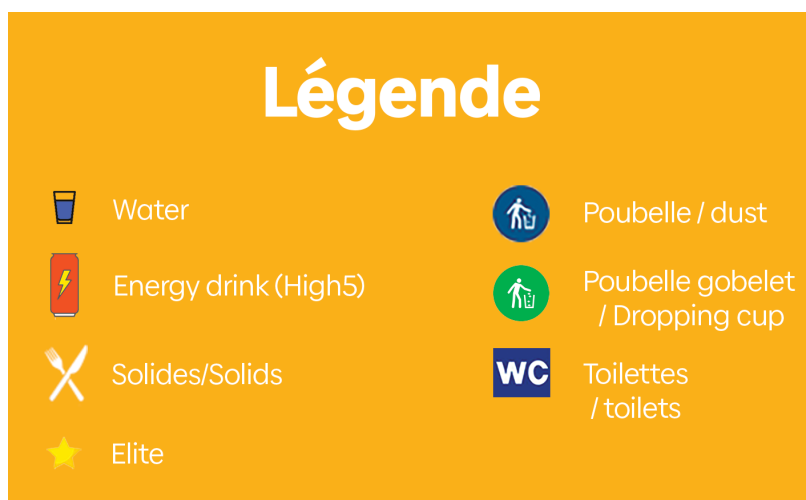 Légende
Water
Energy drink (High5)
Solides/Solids
Elite
Poubelle / dust
Poubelle gobelet
/ Dropping cup
WC
Toilettes
/ toilets